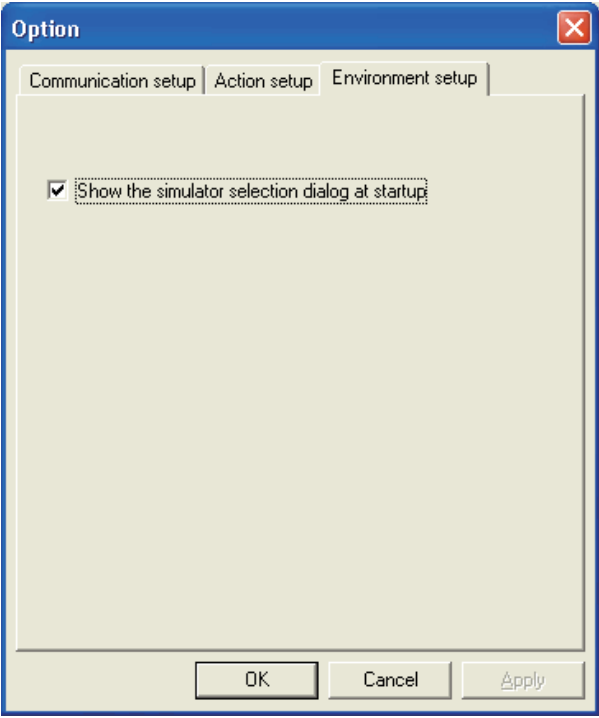 Option
Communication setup Action setup Environment setup
Show the simulator selection dialog at startup
OK Cancel Apply